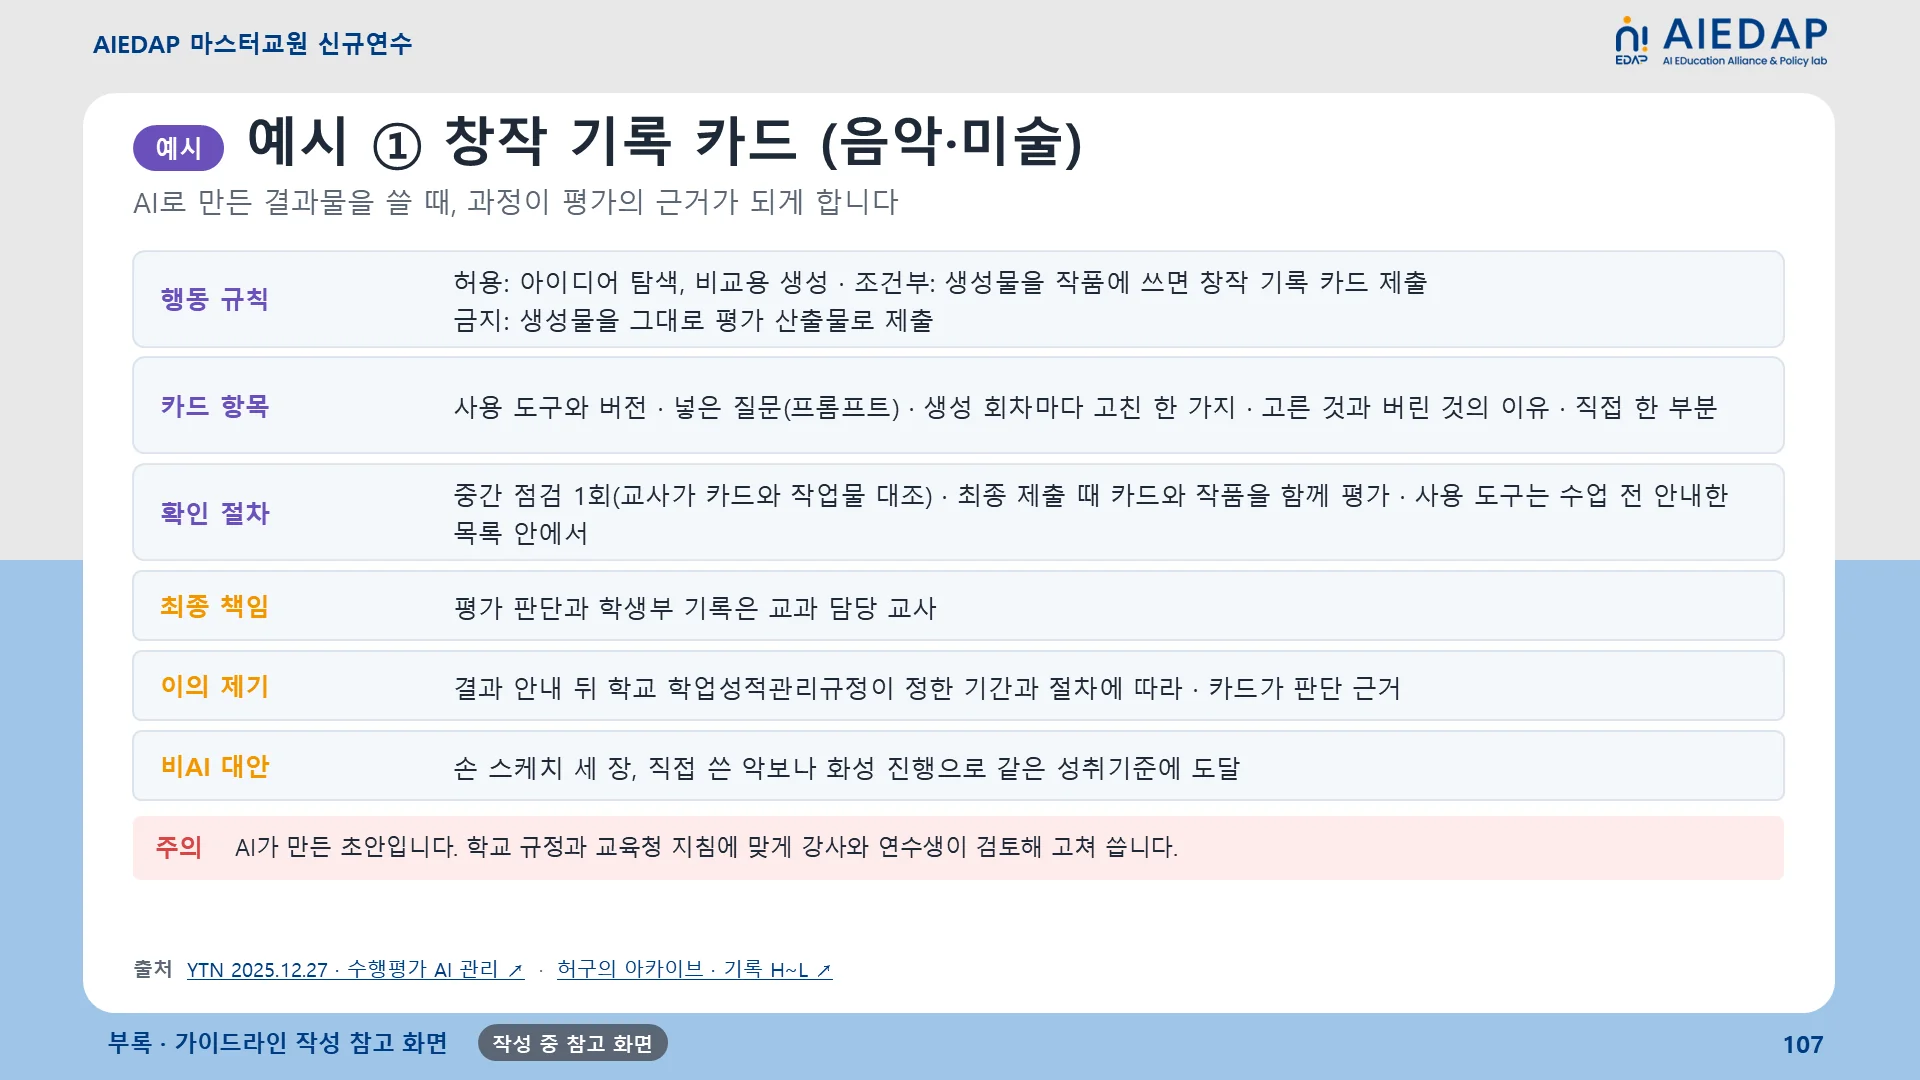 AIEDAP 마스터교원 신규연수
EDAP
AIEDAP
AI EDucation Alliance & Policy lab
예시
예시 ① 창작 기록 카드 (음악·미술)
AI로 만든 결과물을 쓸 때, 과정이 평가의 근거가 되게 합니다
행동 규칙
허용: 아이디어 탐색, 비교용 생성 · 조건부: 생성물을 작품에 쓰면 창작 기록 카드 제출
금지: 생성물을 그대로 평가 산출물로 제출
카드 항목
사용 도구와 버전 · 넣은 질문(프롬프트) · 생성 회차마다 고친 한 가지 · 고른 것과 버린 것의 이유 · 직접 한 부분
확인 절차
중간 점검 1회(교사가 카드와 작업물 대조) · 최종 제출 때 카드와 작품을 함께 평가 · 사용 도구는 수업 전 안내한
목록 안에서
최종 책임
평가 판단과 학생부 기록은 교과 담당 교사
이의 제기
결과 안내 뒤 학교 학업성적관리규정이 정한 기간과 절차에 따라 · 카드가 판단 근거
비AI 대안
손 스케치 세 장, 직접 쓴 악보나 화성 진행으로 같은 성취기준에 도달
주의
AI가 만든 초안입니다. 학교 규정과 교육청 지침에 맞게 강사와 연수생이 검토해 고쳐 씁니다.
출처 YTN 2025.12.27 · 수행평가 AI 관리 ↗ · 허구의 아카이브 · 기록 H~L ↗
부록 · 가이드라인 작성 참고 화면
작성 중 참고 화면
107